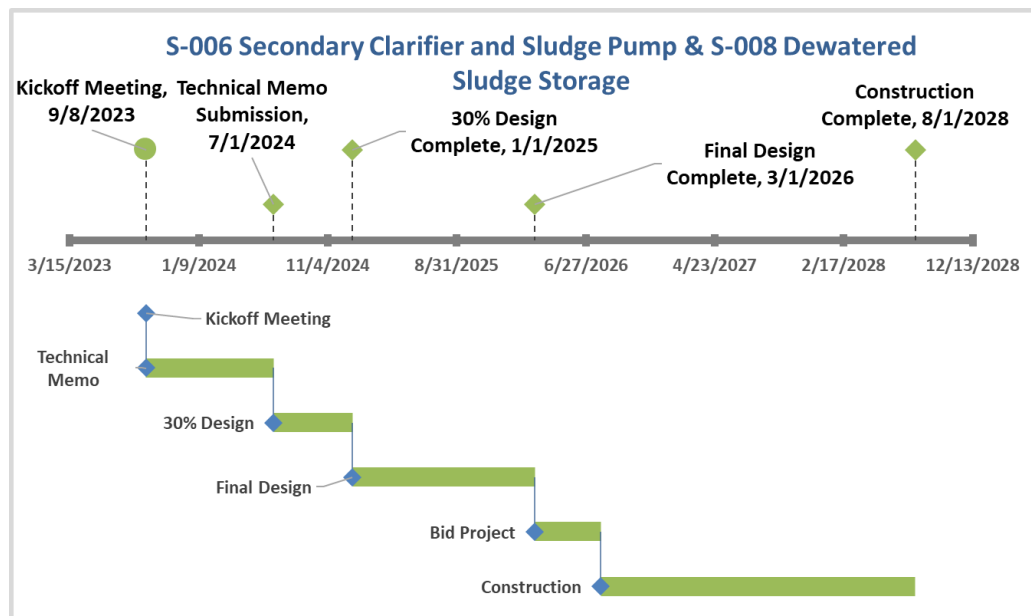 S-006 Secondary Clarifier and Sludge Pump & S-008 Dewatered
Sludge Storage
Kickoff Meeting,
9/8/2023
Technical Memo
Submission,
7/1/2024
30% Design
Complete, 1/1/2025
Final Design
Complete, 3/1/2026
Construction
Complete, 8/1/2028
3/15/2023
1/9/2024
11/4/2024
8/31/2025
6/27/2026
4/23/2027
2/17/2028
12/13/2028
Kickoff Meeting
Technical
Memo
30% Design
Final Design
Bid Project
Construction